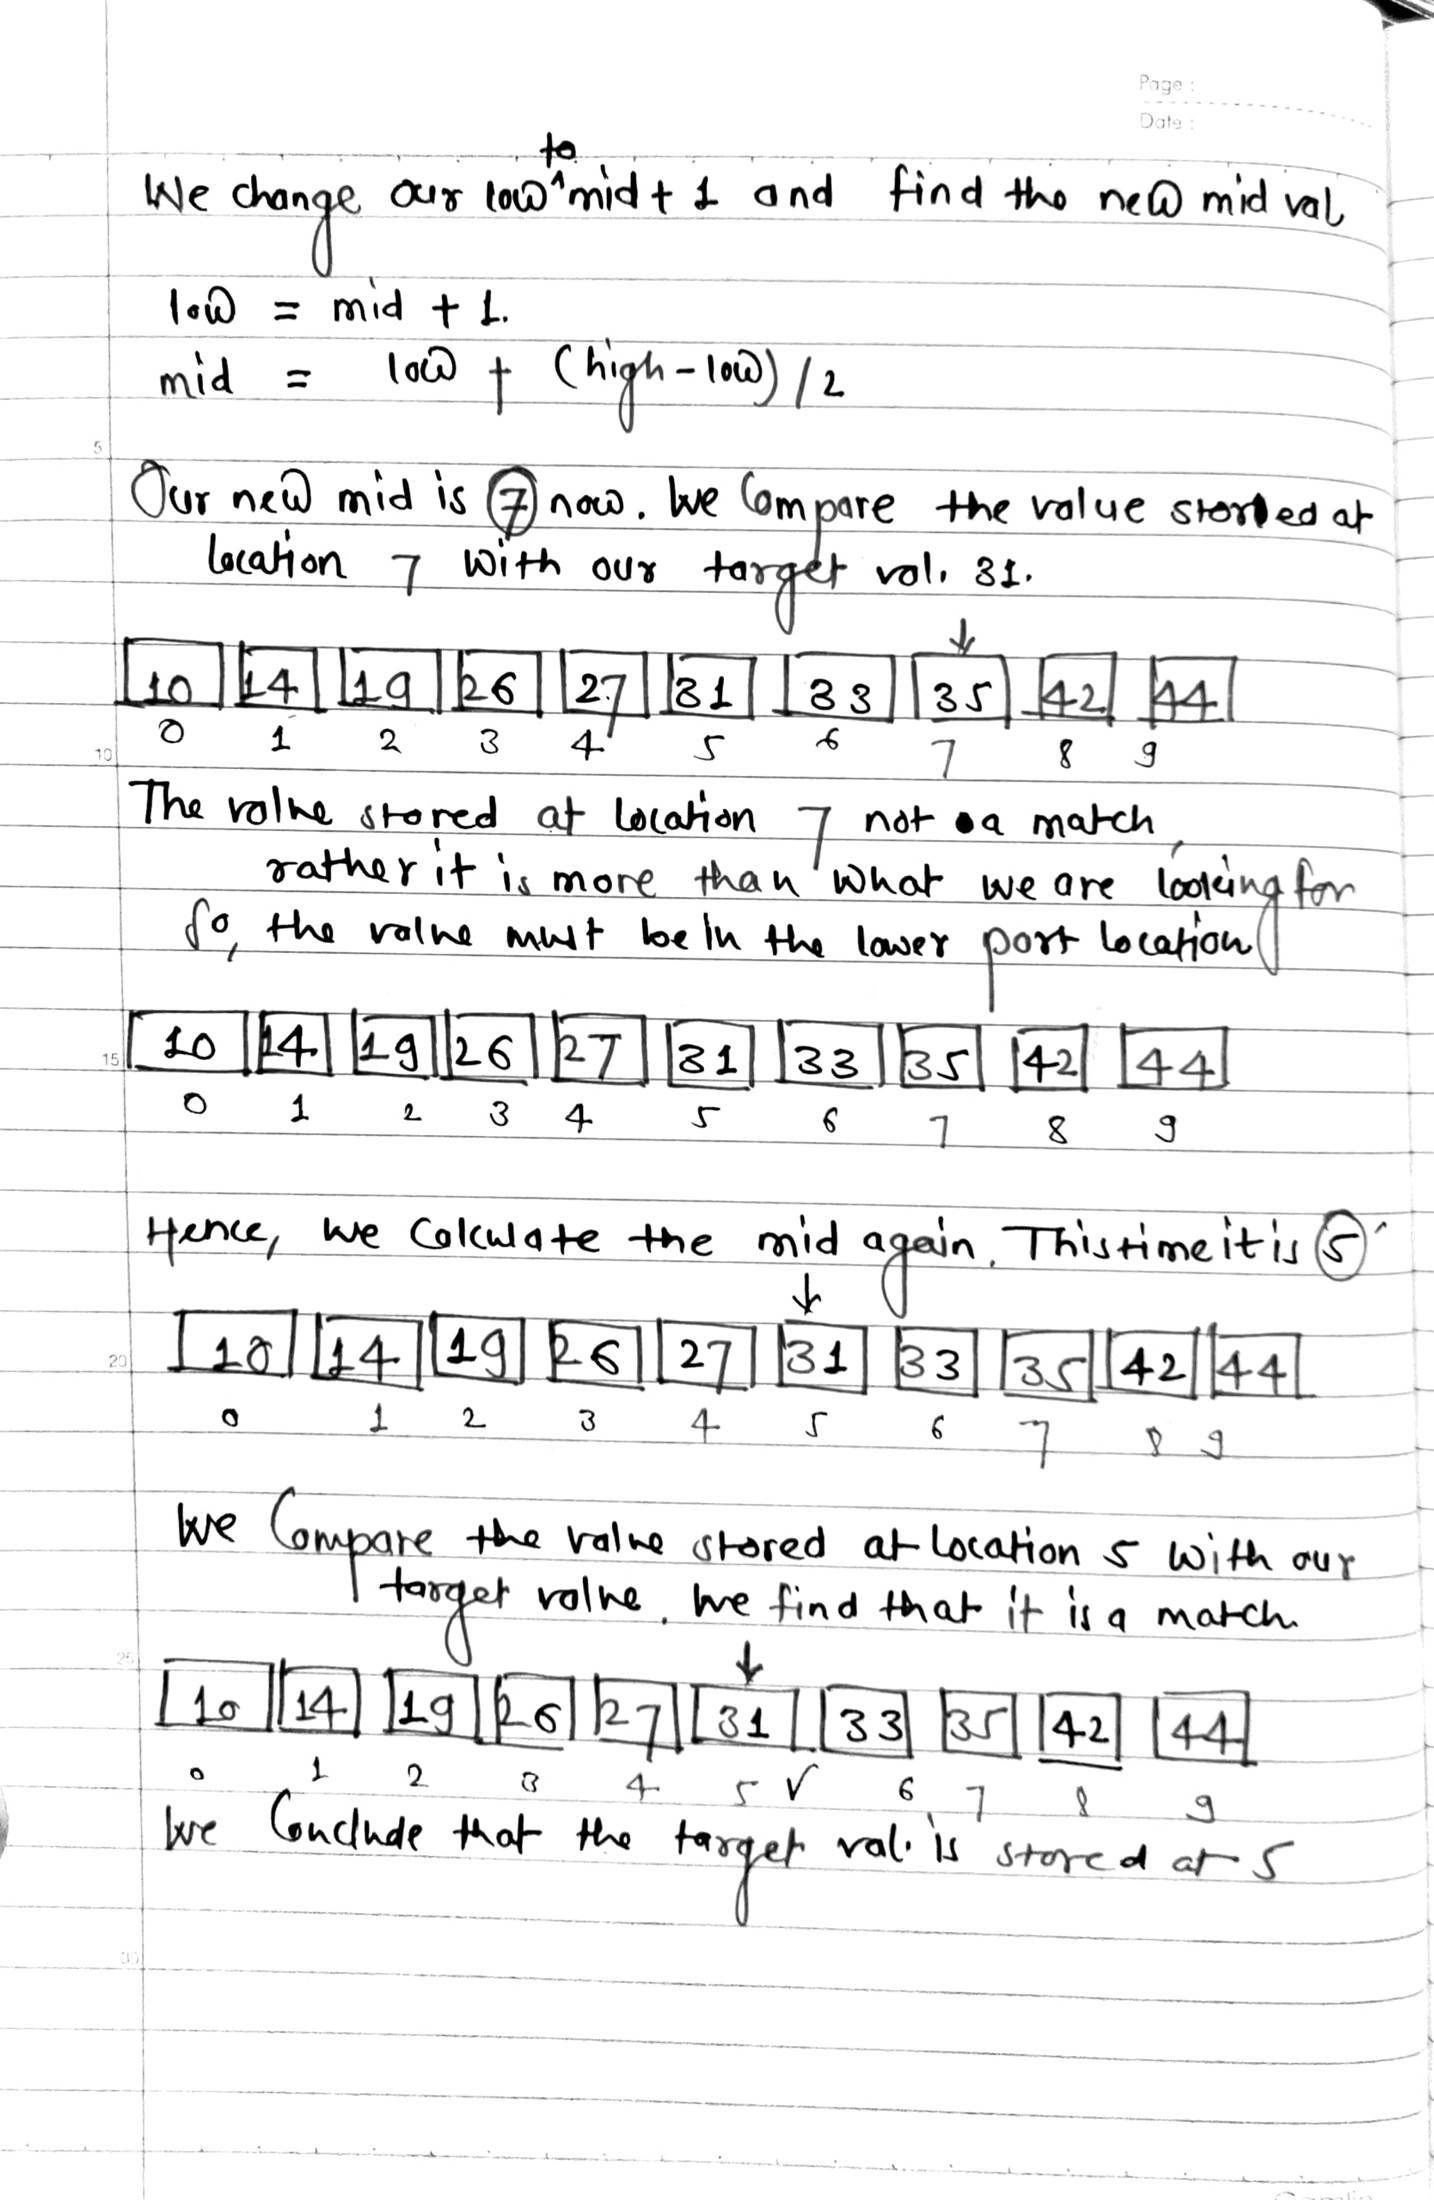 Page :
Date :
to
We change our low ^ mid + 1 and find the new mid val
low = mid + 1.
mid = low + (high - low) / 2
5
Our new mid is 7 now. We Compare the value stored at
location 7 with our target val. 31.
10 14 19 26 27 31 33 35 42 44
0 1 2 3 4 5 6 7 8 9
10
The value stored at location 7 not a match,
rather it is more than what we are looking for
So, the value must be in the lower part location
10 14 19 26 27 31 33 35 42 44
15
0 1 2 3 4 5 6 7 8 9
Hence, we Calculate the mid again. This time it is 5
10 14 19 26 27 31 33 35 42 44
20
0 1 2 3 4 5 6 7 8 9
We Compare the value stored at location 5 with our
target value. We find that it is a match.
25
10 14 19 26 27 31 33 35 42 44
0 1 2 3 4 5 ✓ 6 7 8 9
We Conclude that the target val. is stored at 5
30